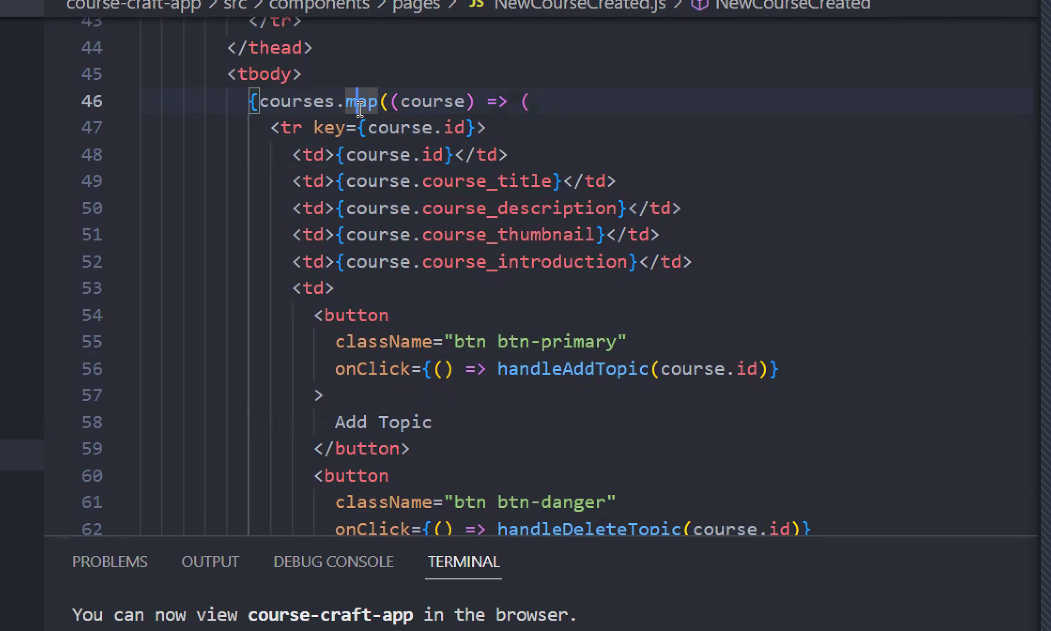 course-craft-app > src > components > pages > JS NewCourseCreated.js > NewCourseCreated
43 </tr>
44 </thead>
45 <tbody>
46 {courses.map((course) => (
47 <tr key={course.id}>
48 <td>{course.id}</td>
49 <td>{course.course_title}</td>
50 <td>{course.course_description}</td>
51 <td>{course.course_thumbnail}</td>
52 <td>{course.course_introduction}</td>
53 <td>
54 <button
55 className="btn btn-primary"
56 onClick={() => handleAddTopic(course.id)}
57 >
58 Add Topic
59 </button>
60 <button
61 className="btn btn-danger"
62 onClick={() => handleDeleteTopic(course.id)}
PROBLEMS OUTPUT DEBUG CONSOLE TERMINAL
You can now view course-craft-app in the browser.